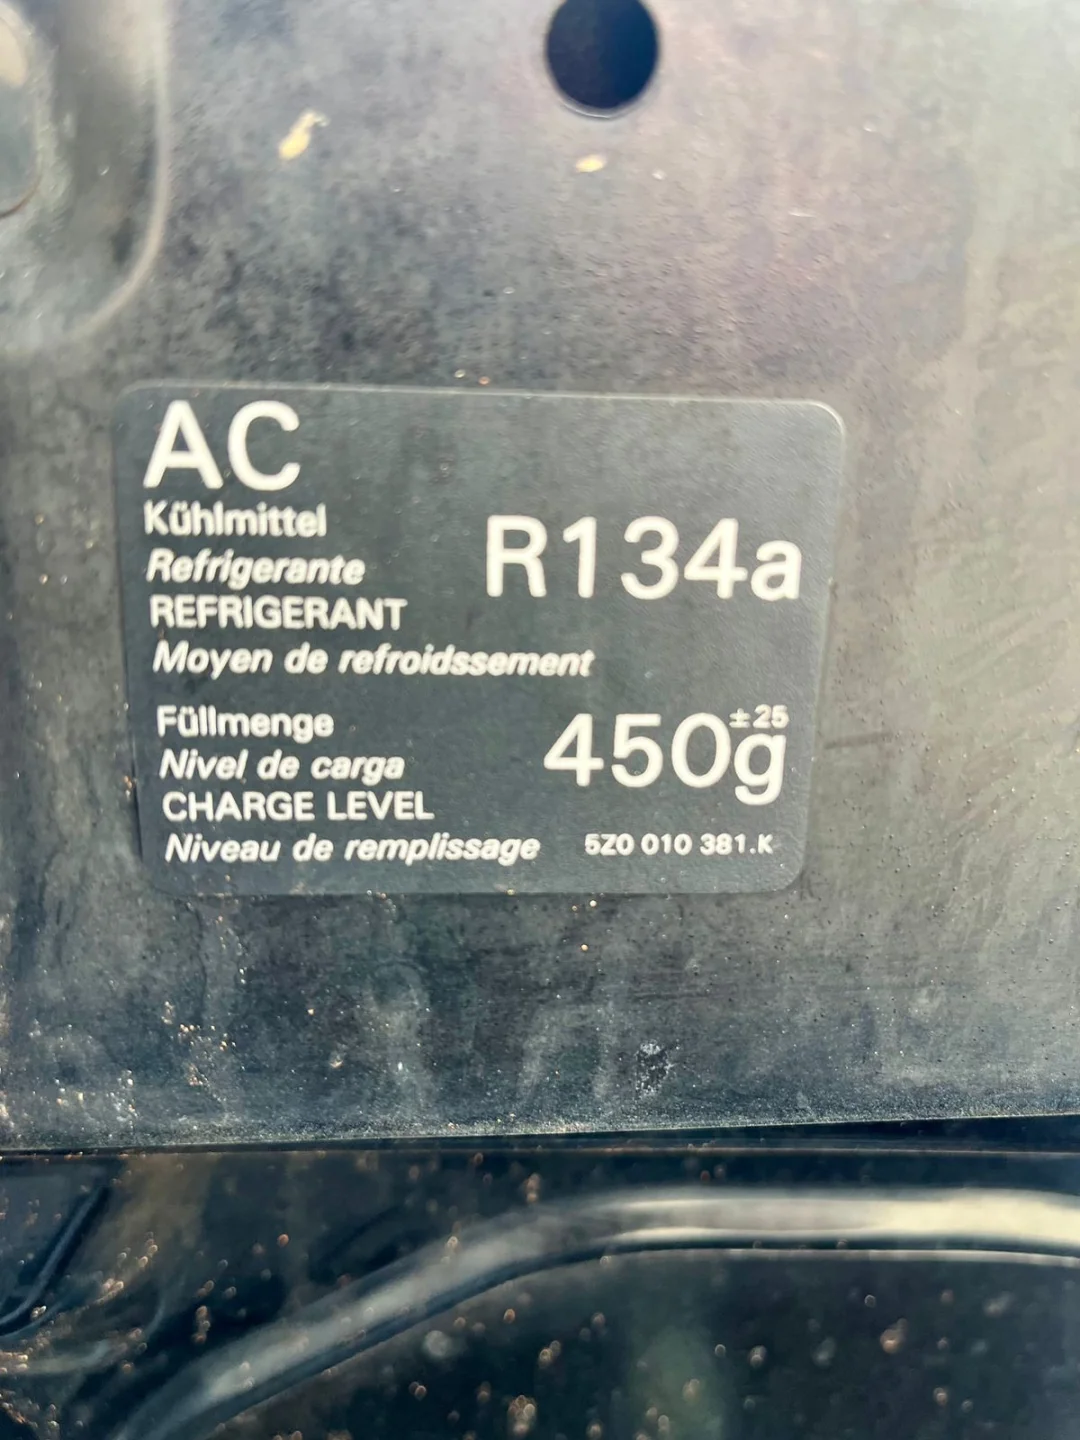 AC
Kühlmittel
Refrigerante
REFRIGERANT
Moyen de refroidssement
R134a
Füllmenge
Nivel de carga
CHARGE LEVEL
Niveau de remplissage
450g ±25
5Z0 010 381.K